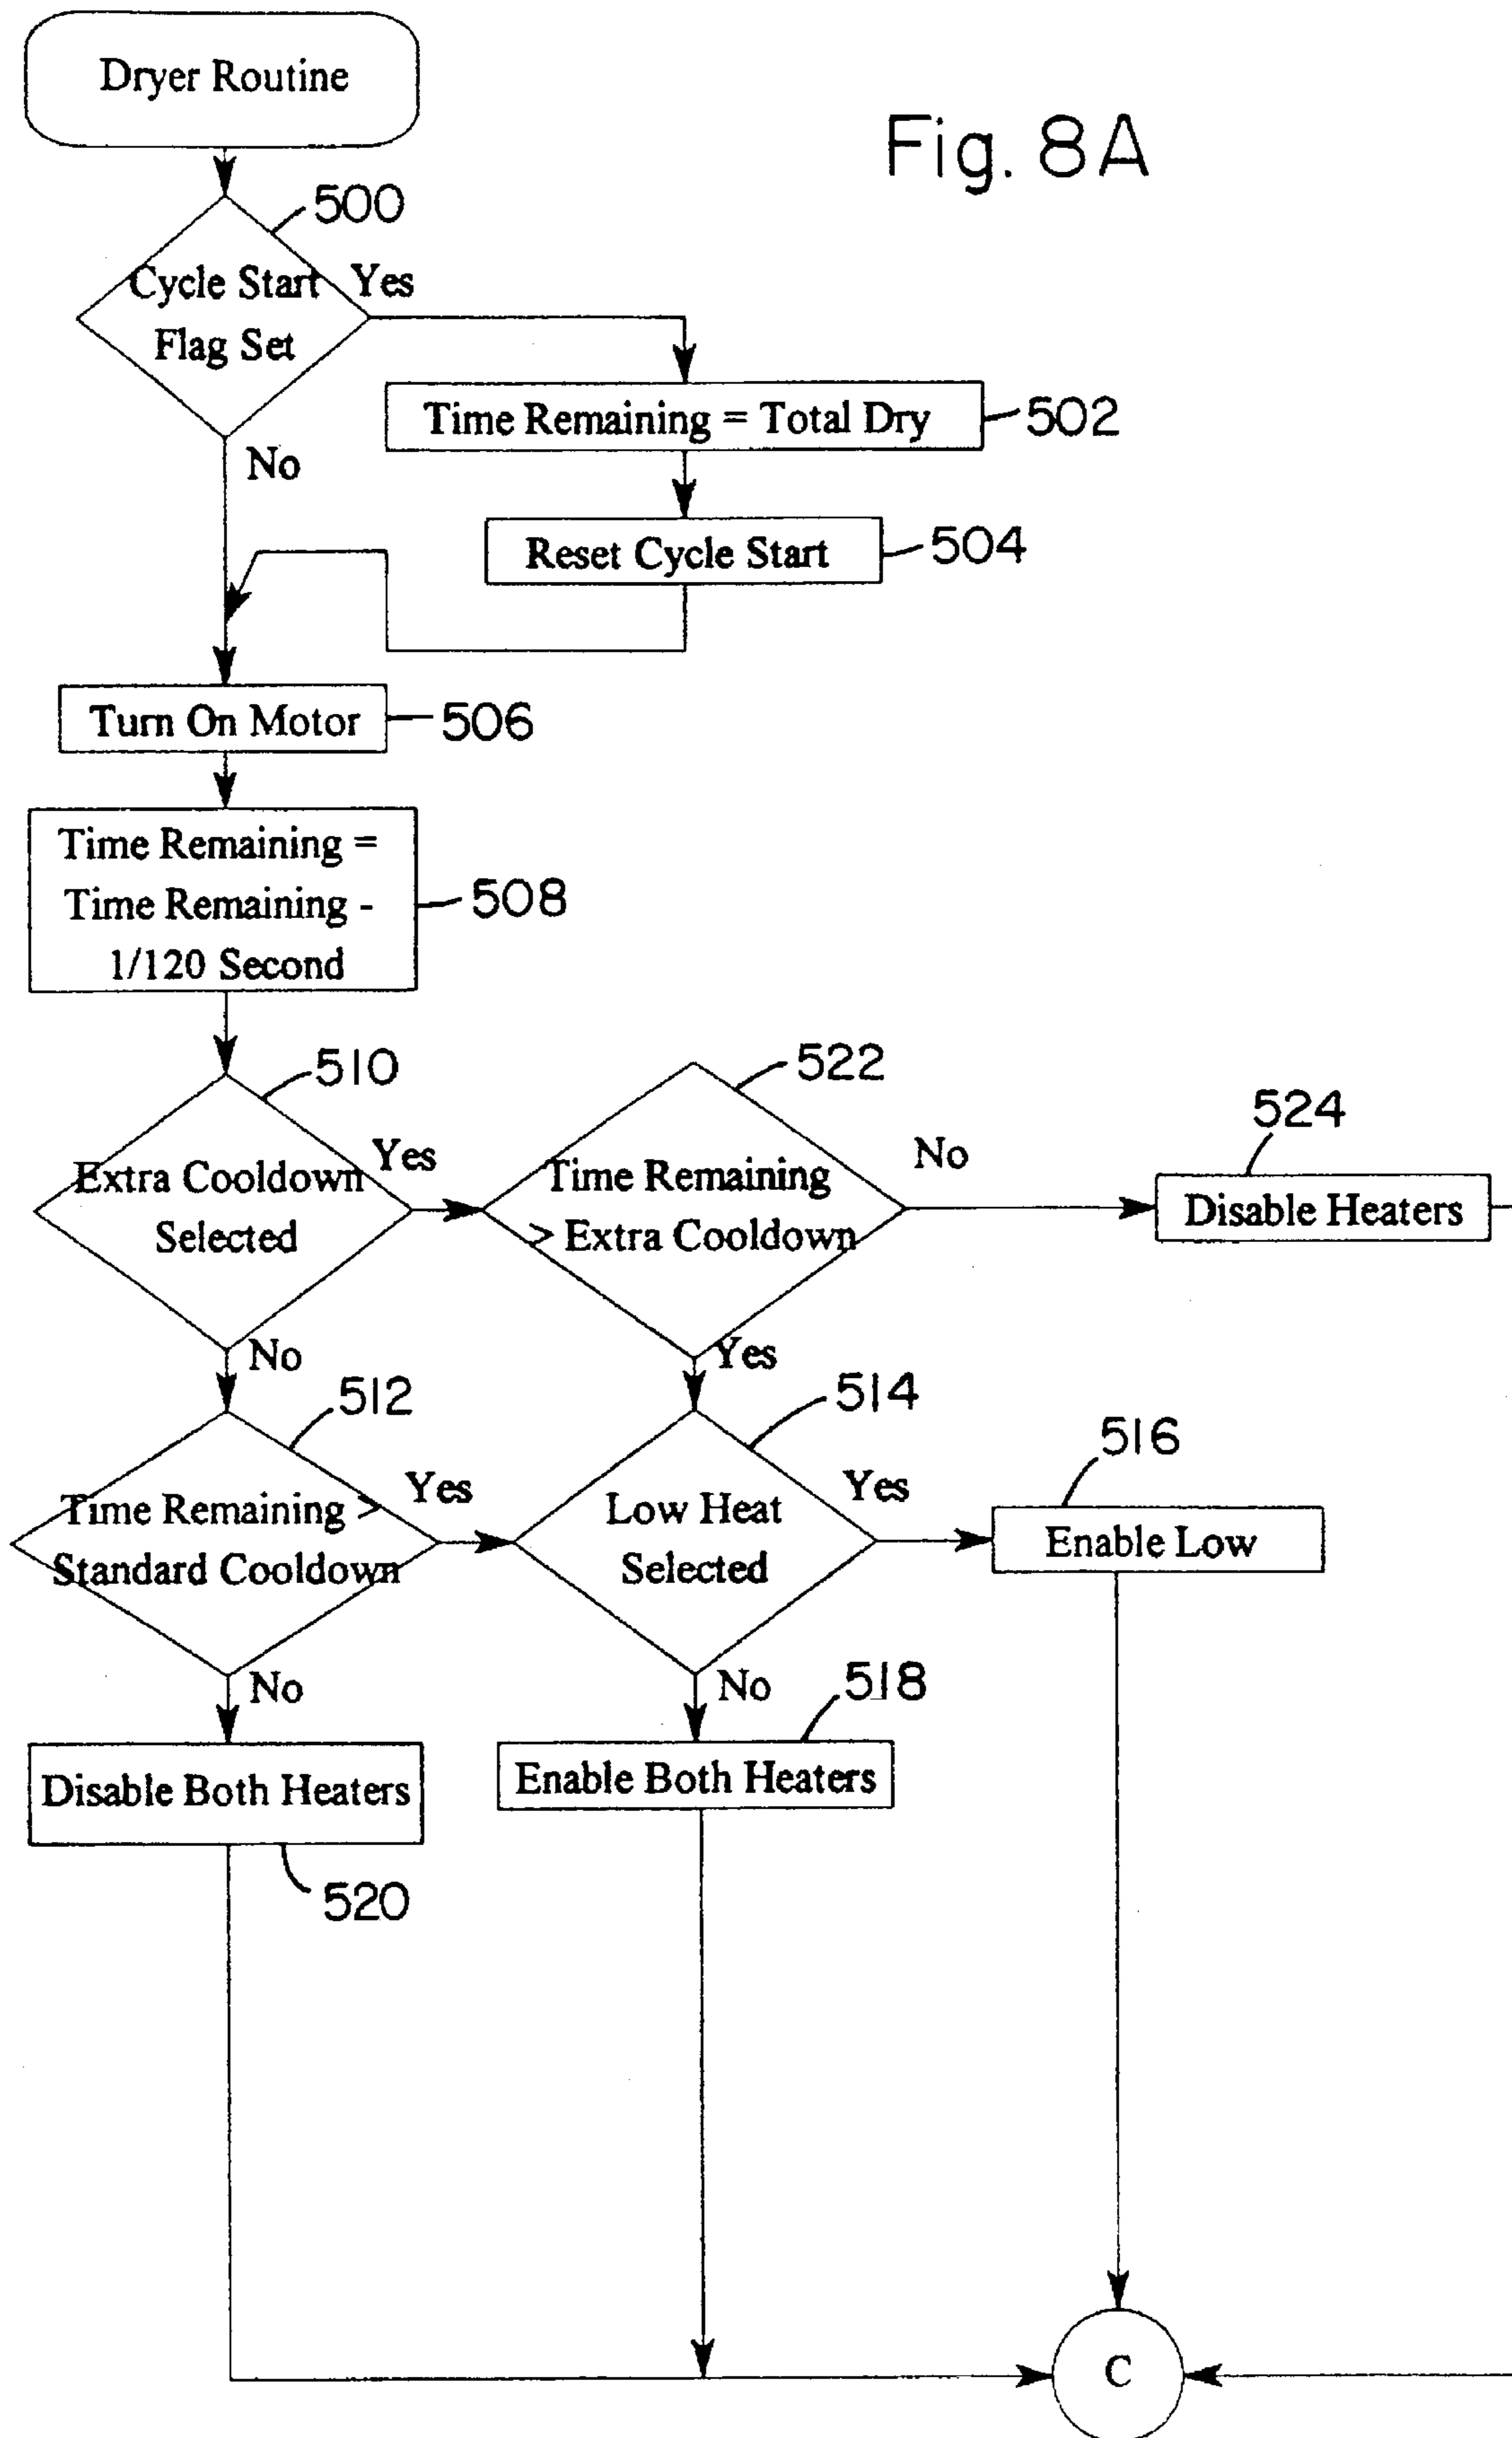 Dryer Routine
Fig. 8A
500
Cycle Start
Flag Set
Yes
No
Time Remaining = Total Dry
502
Reset Cycle Start
504
Turn On Motor
506
Time Remaining =
Time Remaining -
1/120 Second
508
510
Extra Cooldown
Selected
Yes
No
522
Time Remaining
> Extra Cooldown
No
Yes
524
Disable Heaters
512
Time Remaining >
Standard Cooldown
Yes
No
514
Low Heat
Selected
Yes
No
516
Enable Low
518
Enable Both Heaters
Disable Both Heaters
520
C